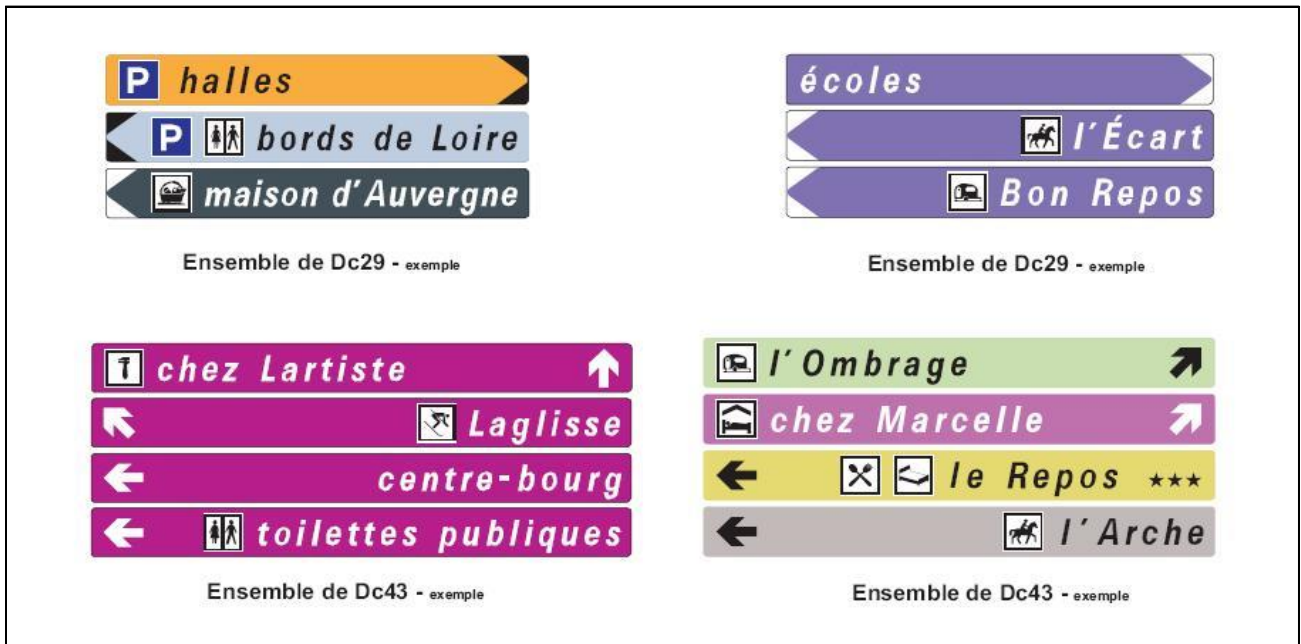 P halles
P bords de Loire
maison d'Auvergne
Ensemble de Dc29 - exemple
écoles
l'Écart
Bon Repos
Ensemble de Dc29 - exemple
chez Lartiste
Laglisse
centre-bourg
toilettes publiques
Ensemble de Dc43 - exemple
l'Ombrage
chez Marcelle
le Repos ★★★
l'Arche
Ensemble de Dc43 - exemple